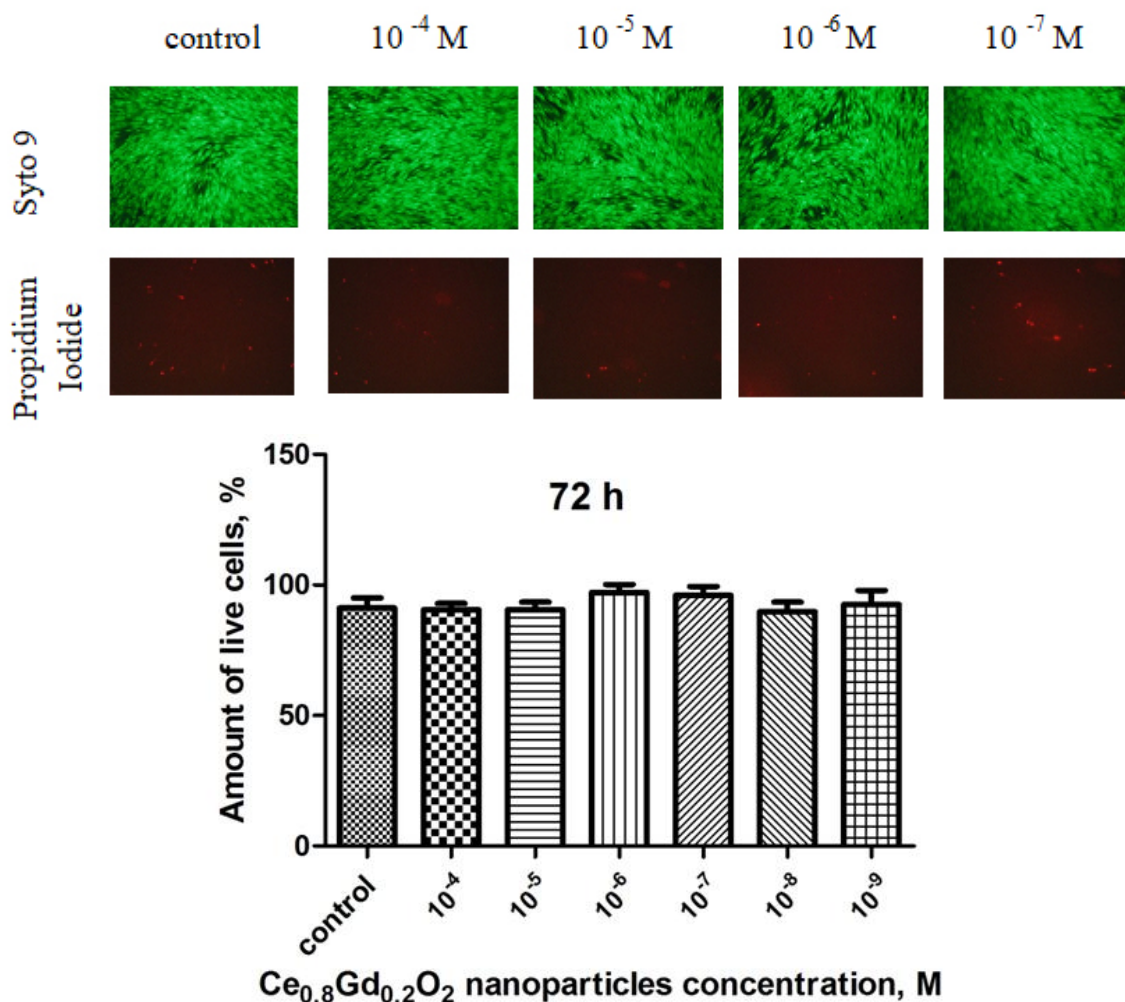 control 10 -4 M 10 -5 M 10 -6 M 10 -7 M
Syto 9
Propidium
Iodide
150
100
50
0
Amount of live cells, %
72 h
control 10-4 10-5 10-6 10-7 10-8 10-9
Ce0.8Gd0.2O2 nanoparticles concentration, M